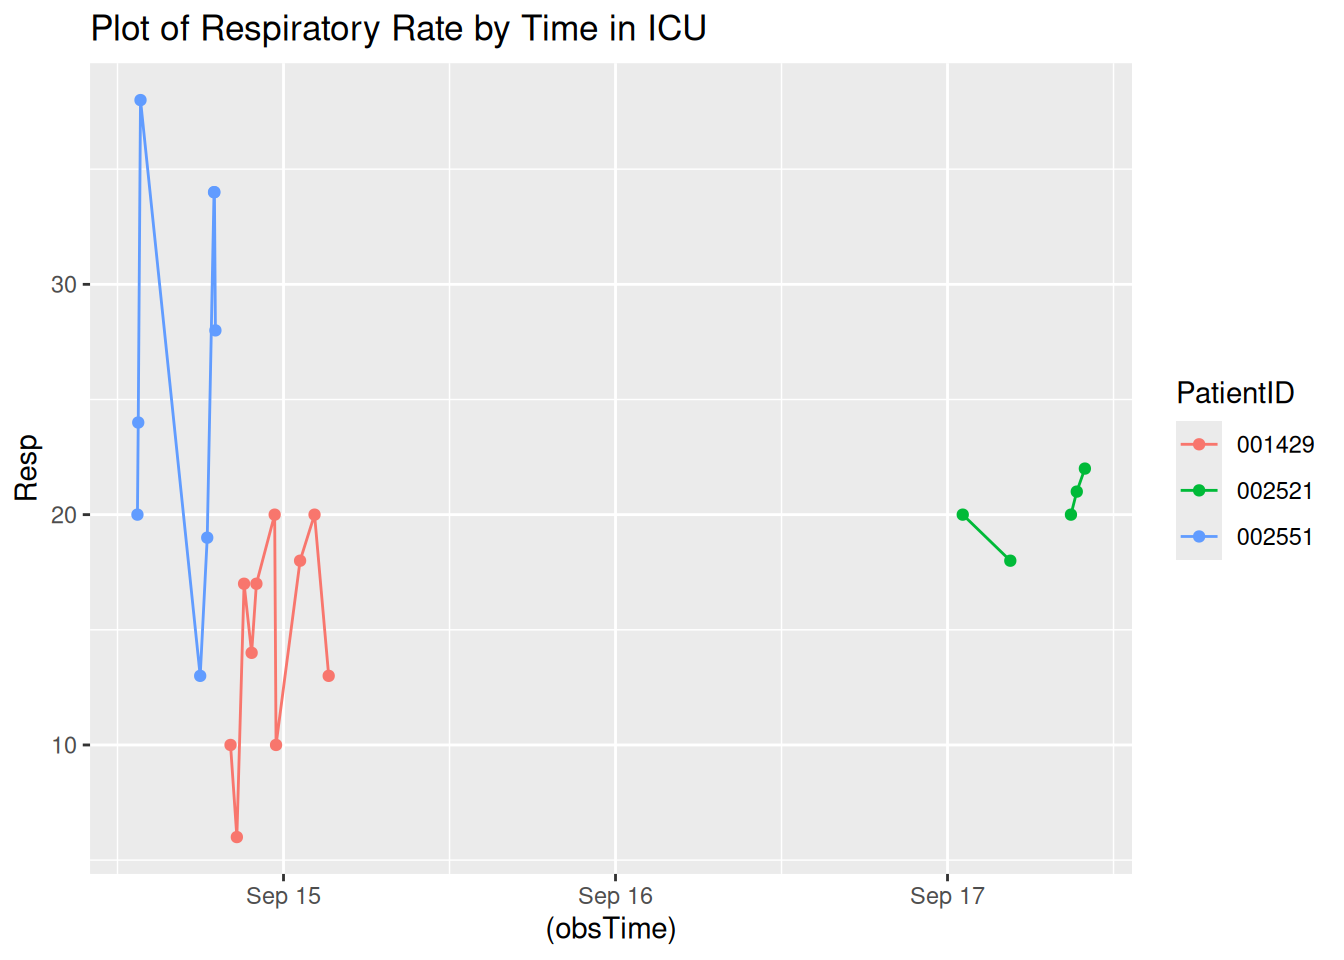 Plot of Respiratory Rate by Time in ICU
Resp
30
20
10
Sep 15
Sep 16
Sep 17
(obsTime)
PatientID
001429
002521
002551